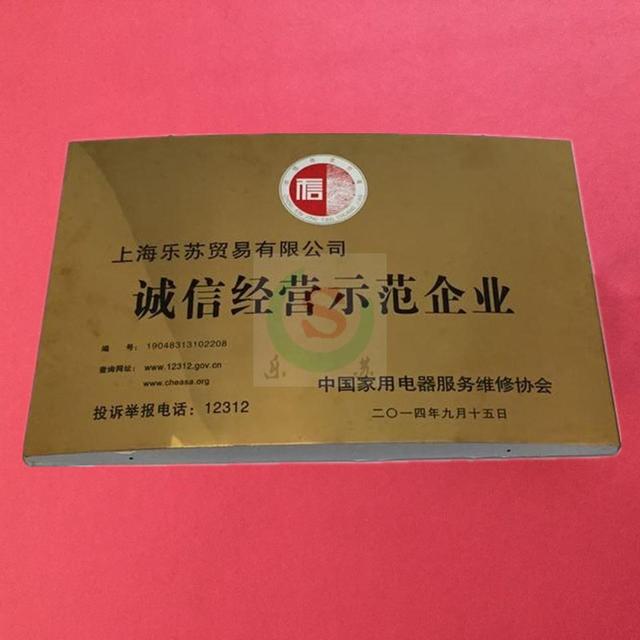 信
上海乐苏贸易有限公司
诚信经营示范企业
S
乐 苏
编 号：19048313102208
查询网址：www.12312.gov.cn
www.cheasa.org
投诉举报电话：12312
中国家用电器服务维修协会
二〇一四年九月十五日